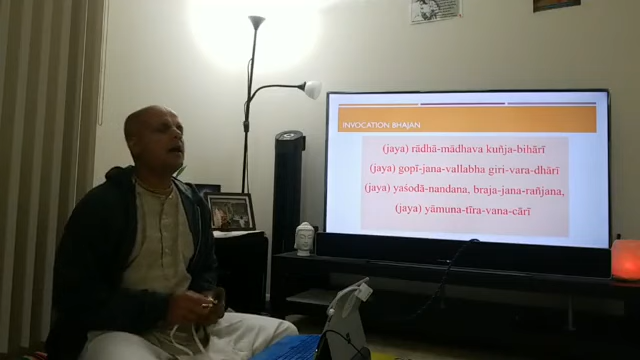 INVOCATION BHAJAN
(jaya) rādhā-mādhava kuñja-bihārī
(jaya) gopī-jana-vallabha giri-vara-dhārī
(jaya) yaśodā-nandana, braja-jana-rañjana,
(jaya) yāmuna-tīra-vana-cārī